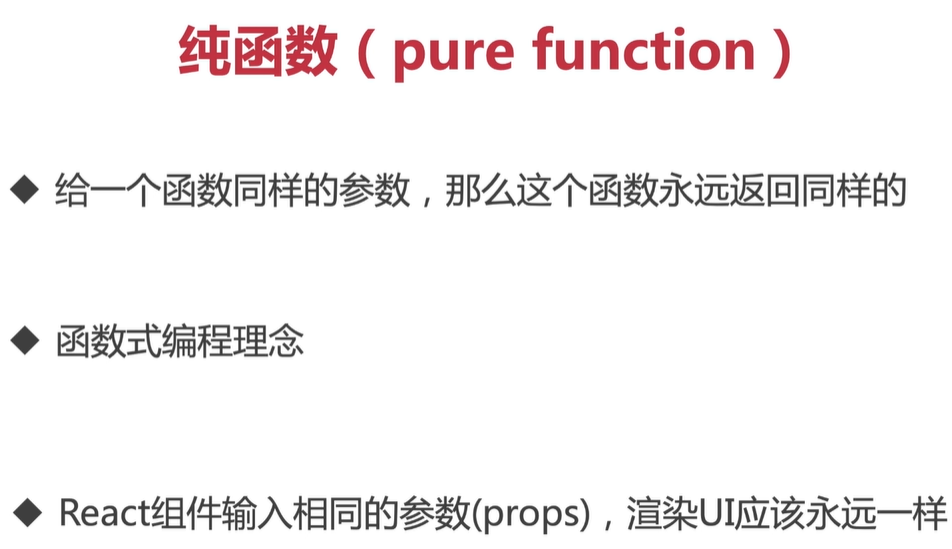 纯函数（pure function）
◆ 给一个函数同样的参数，那么这个函数永远返回同样的
◆ 函数式编程理念
◆ React组件输入相同的参数(props)，渲染UI应该永远一样